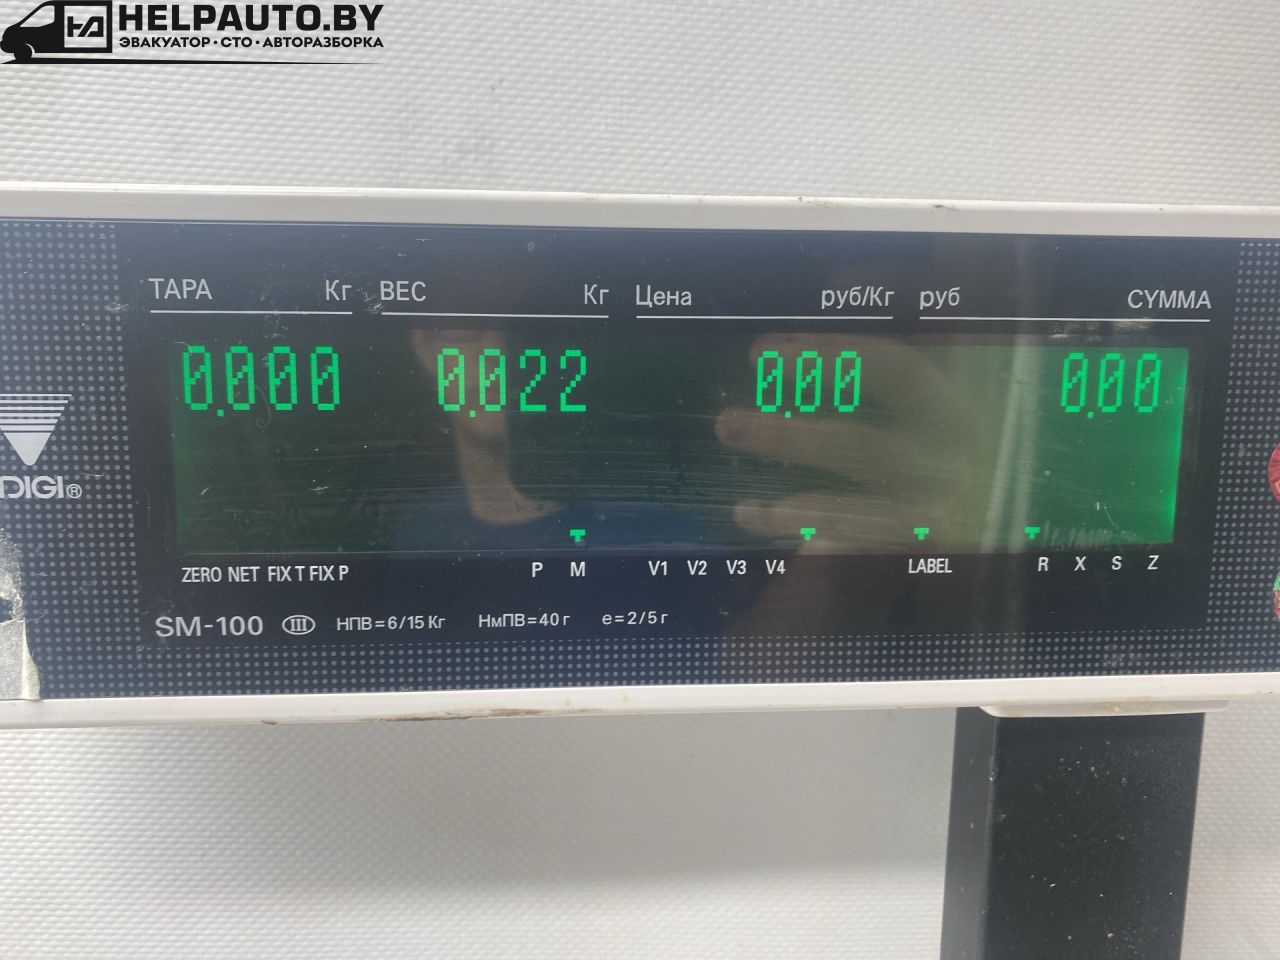 HELPAUTO.BY
ЭВАКУАТОР·СТО·АВТОРАЗБОРКА
ТАРА Кг ВЕС Кг Цена руб/Кг руб СУММА
0.000 0.022 0.00 0.00
DIGI®
ZERO NET FIX T FIX P P M V1 V2 V3 V4 LABEL R X S Z
SM-100 III НПВ=6/15 Кг НмПВ=40 г e=2/5 г